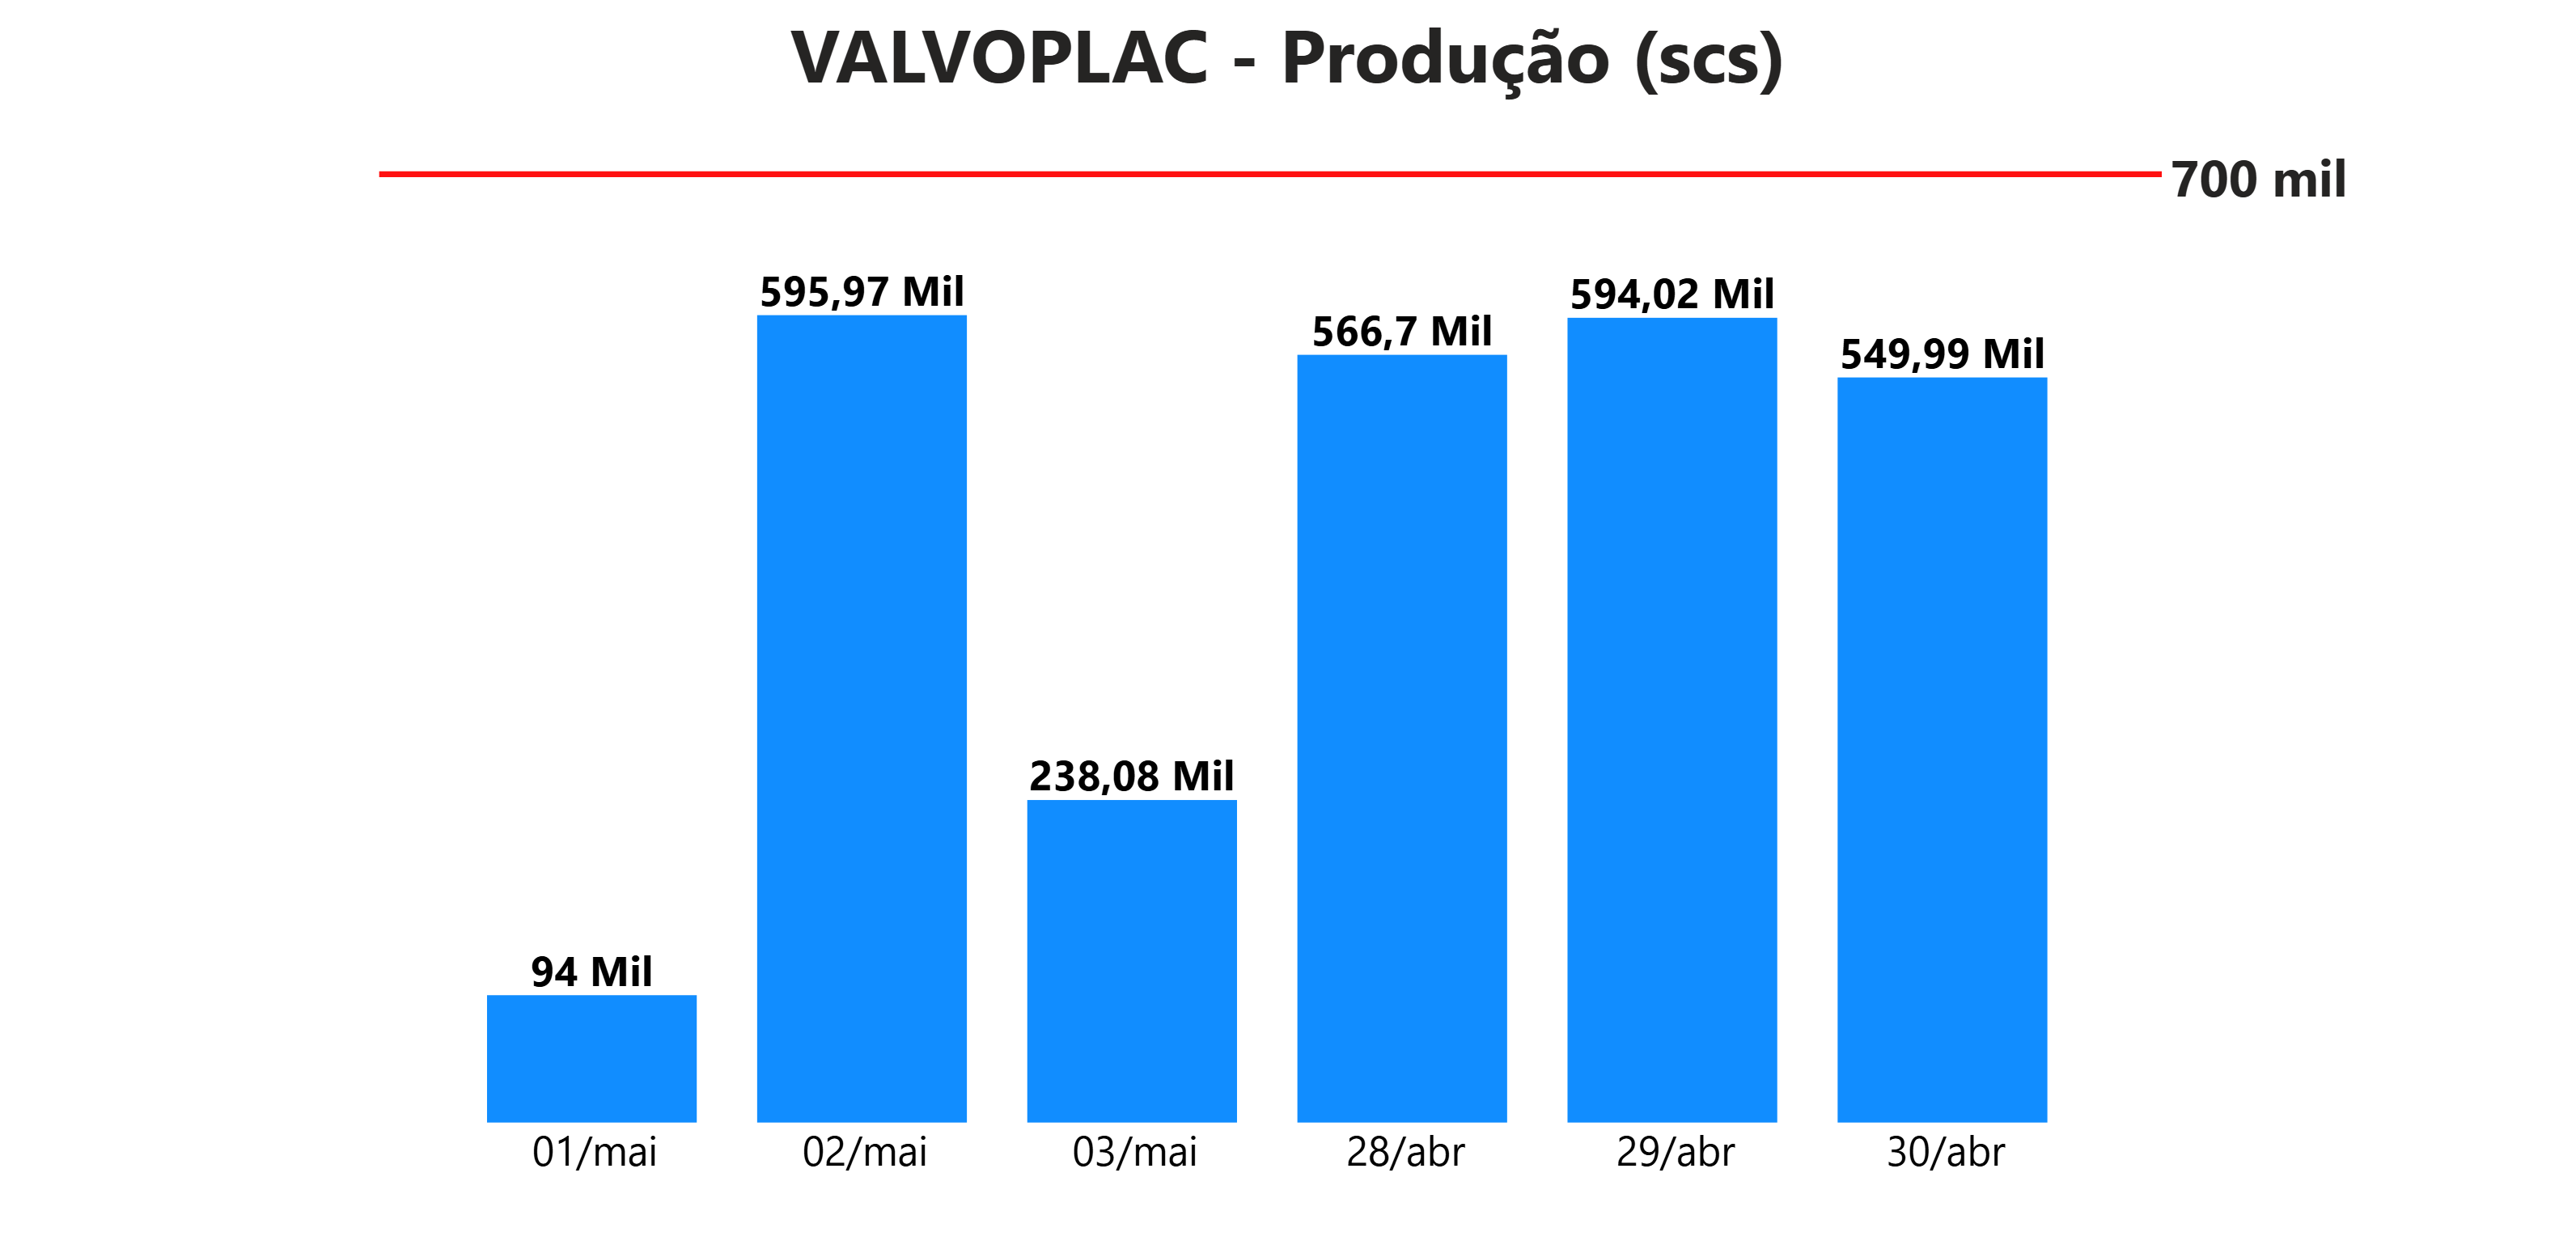 VALVOPLAC - Produção (scs)
700 mil
595,97 Mil
594,02 Mil
566,7 Mil
549,99 Mil
238,08 Mil
94 Mil
01/mai 02/mai 03/mai 28/abr 29/abr 30/abr